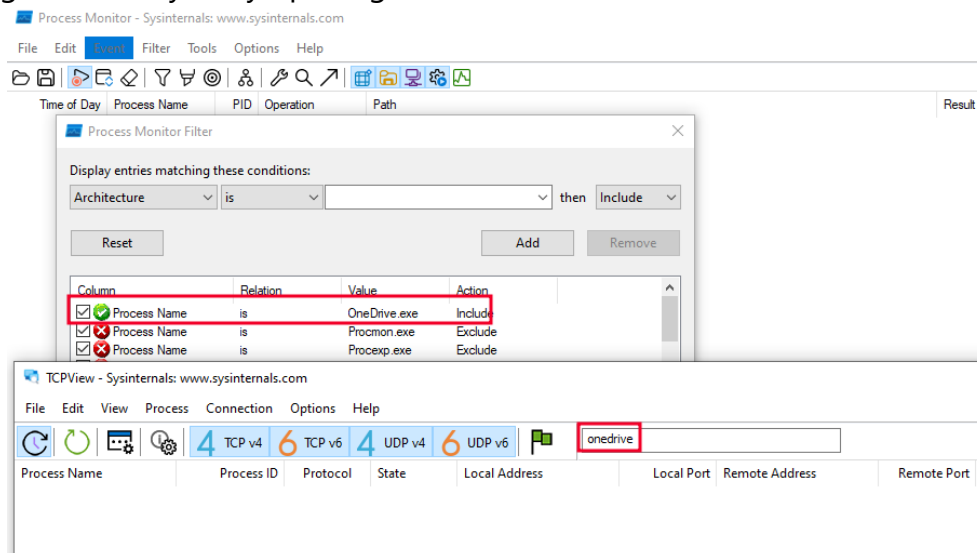 Process Monitor - Sysinternals: www.sysinternals.com
File Edit Event Filter Tools Options Help
Time of Day Process Name PID Operation Path Result
Process Monitor Filter
Display entries matching these conditions:
Architecture is then Include
Reset Add Remove
Column Relation Value Action
Process Name is OneDrive.exe Include
Process Name is Procmon.exe Exclude
Process Name is Procexp.exe Exclude
TCPView - Sysinternals: www.sysinternals.com
File Edit View Process Connection Options Help
4 TCP v4 6 TCP v6 4 UDP v4 6 UDP v6 onedrive
Process Name Process ID Protocol State Local Address Local Port Remote Address Remote Port